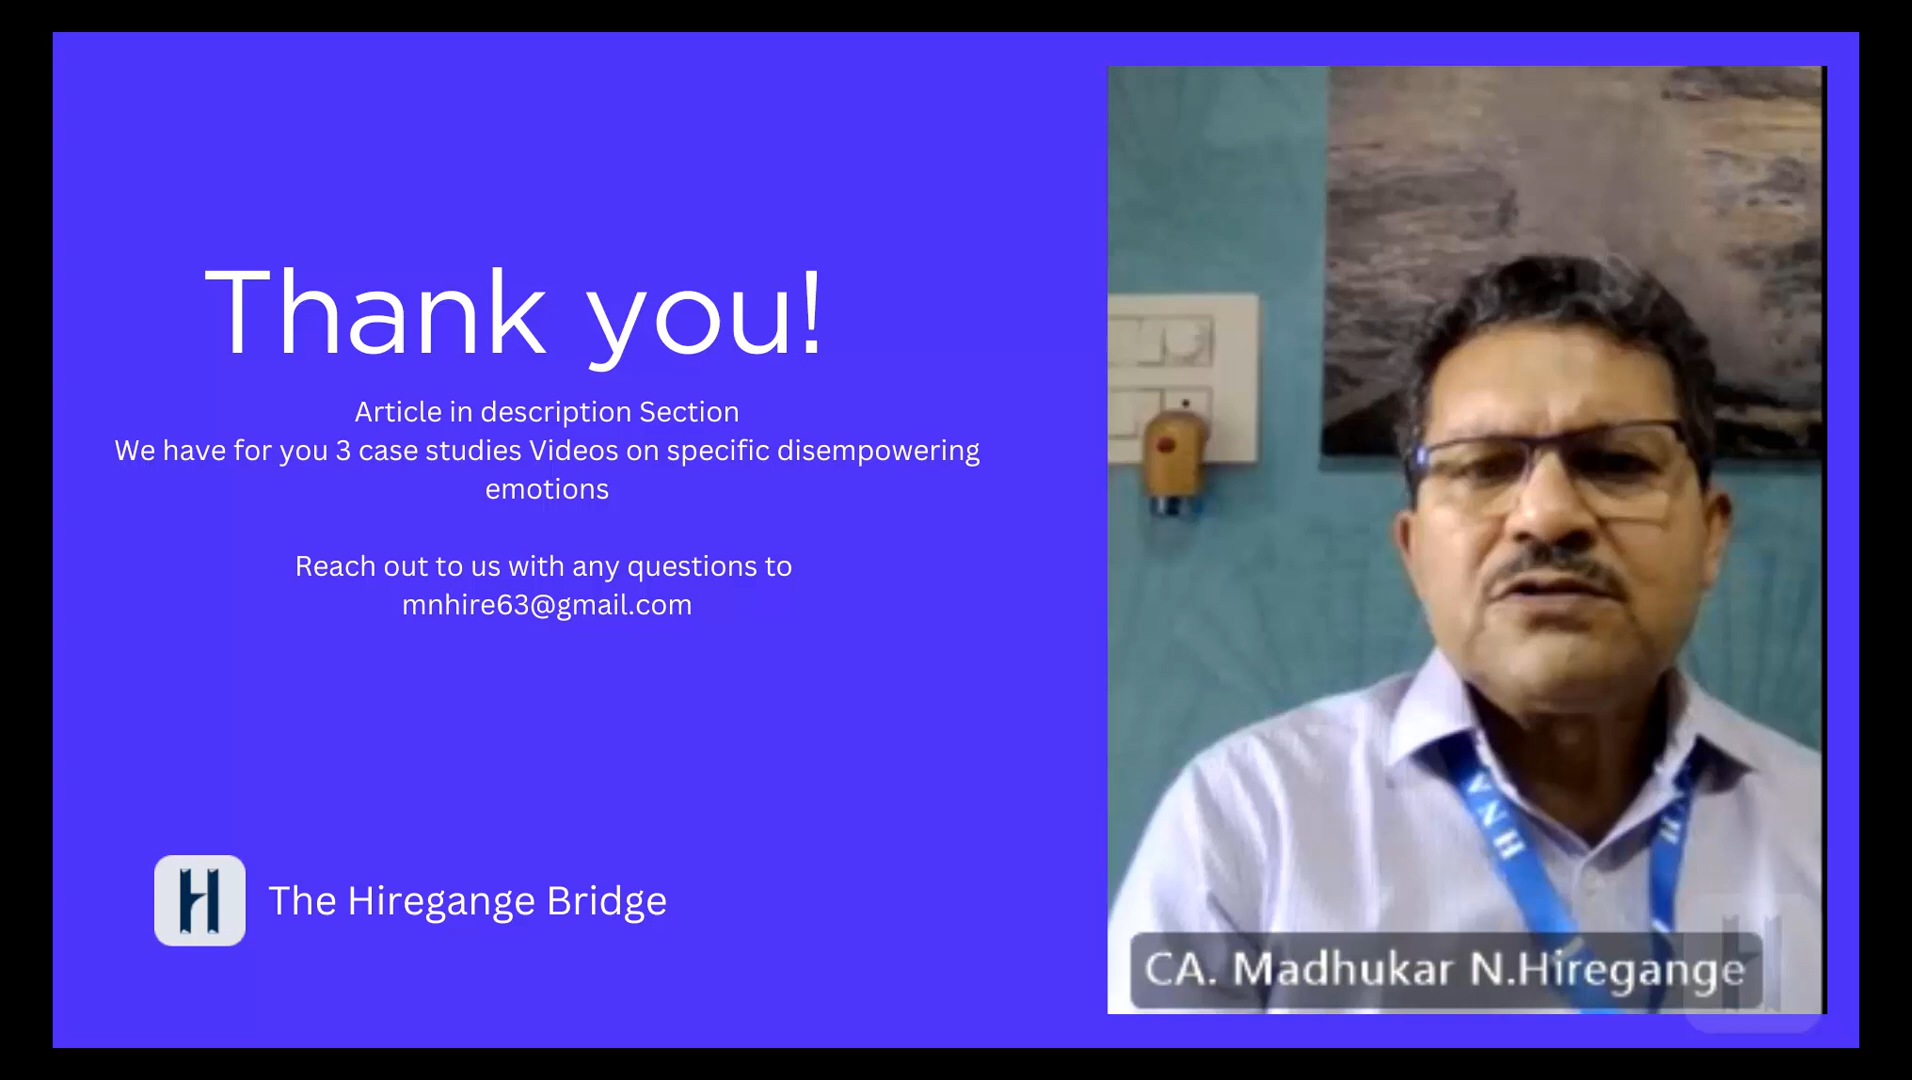 Thank you!
Article in description Section
We have for you 3 case studies Videos on specific disempowering
emotions
Reach out to us with any questions to
mnhire63@gmail.com
H
The Hiregange Bridge
HNA
H
CA. Madhukar N.Hiregange